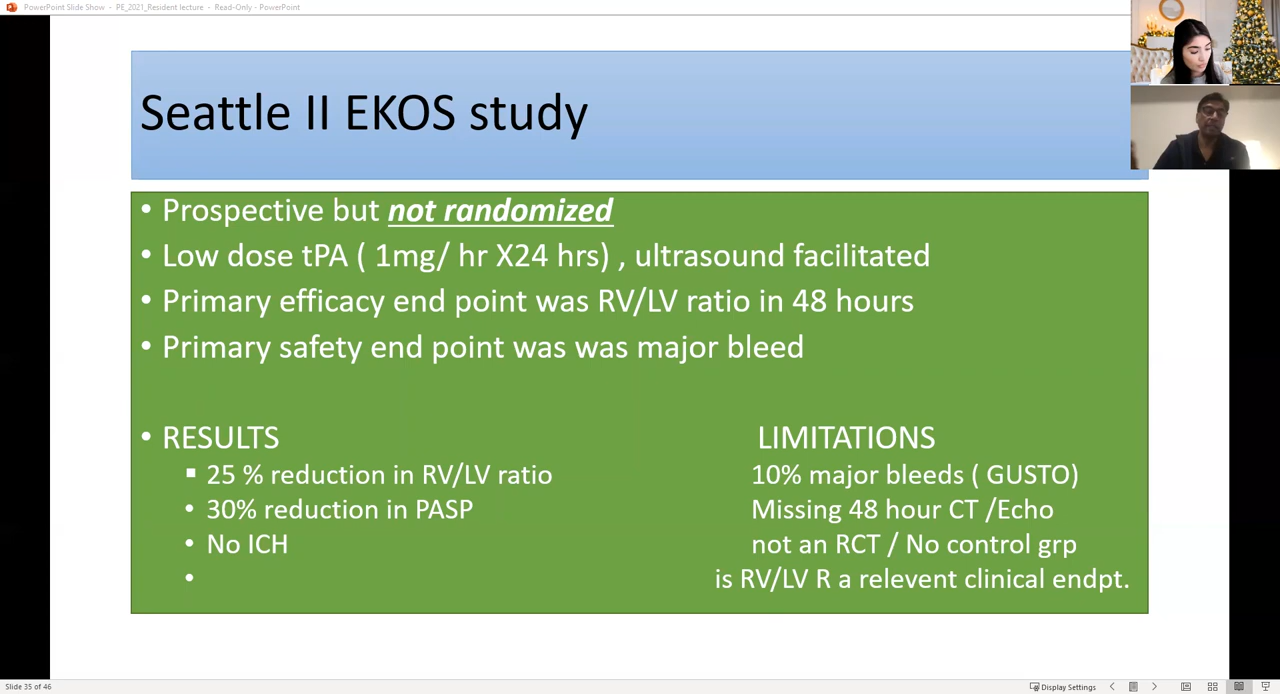 PowerPoint Slide Show - PE_2021_Resident lecture - Read-Only - PowerPoint
Seattle II EKOS study
• Prospective but not randomized
• Low dose tPA ( 1mg/ hr X24 hrs) , ultrasound facilitated
• Primary efficacy end point was RV/LV ratio in 48 hours
• Primary safety end point was was major bleed
• RESULTS LIMITATIONS
▪ 25 % reduction in RV/LV ratio 10% major bleeds ( GUSTO)
• 30% reduction in PASP Missing 48 hour CT /Echo
• No ICH not an RCT / No control grp
• is RV/LV R a relevent clinical endpt.
Slide 35 of 46 Display Settings